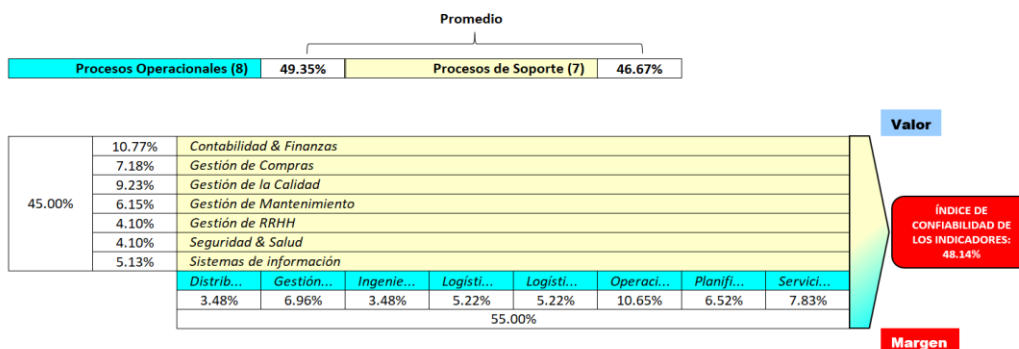 Promedio
Procesos Operacionales (8) 49.35% Procesos de Soporte (7) 46.67%
Valor
10.77% Contabilidad & Finanzas
7.18% Gestión de Compras
9.23% Gestión de la Calidad
45.00% 6.15% Gestión de Mantenimiento
4.10% Gestión de RRHH
4.10% Seguridad & Salud
5.13% Sistemas de información
ÍNDICE DE
CONFIABILIDAD DE
LOS INDICADORES:
48.14%
Distrib... Gestión... Ingenie... Logísti... Logísti... Operaci... Planifi... Servici...
3.48% 6.96% 3.48% 5.22% 5.22% 10.65% 6.52% 7.83%
55.00%
Margen